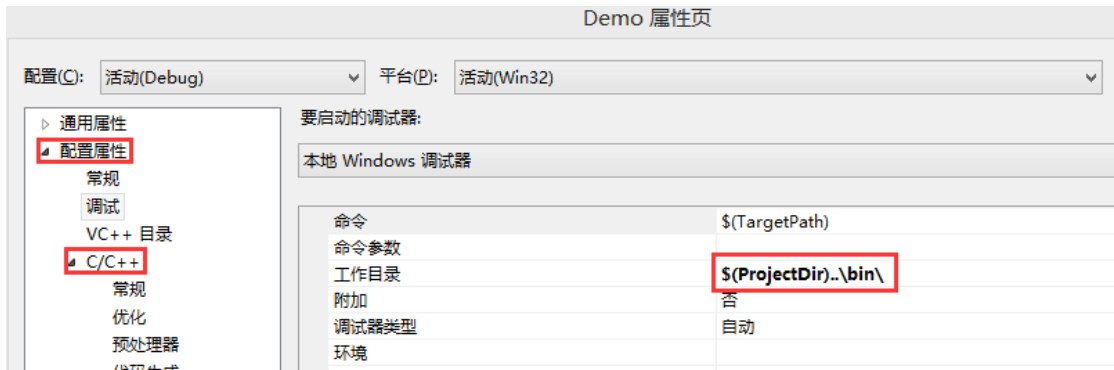 Demo 属性页
配置(C): 活动(Debug) 平台(P): 活动(Win32)
通用属性
配置属性
常规
调试
VC++ 目录
C/C++
常规
优化
预处理器
要启动的调试器:
本地 Windows 调试器
命令 $(TargetPath)
命令参数
工作目录 $(ProjectDir)..\bin\
附加 否
调试器类型 自动
环境